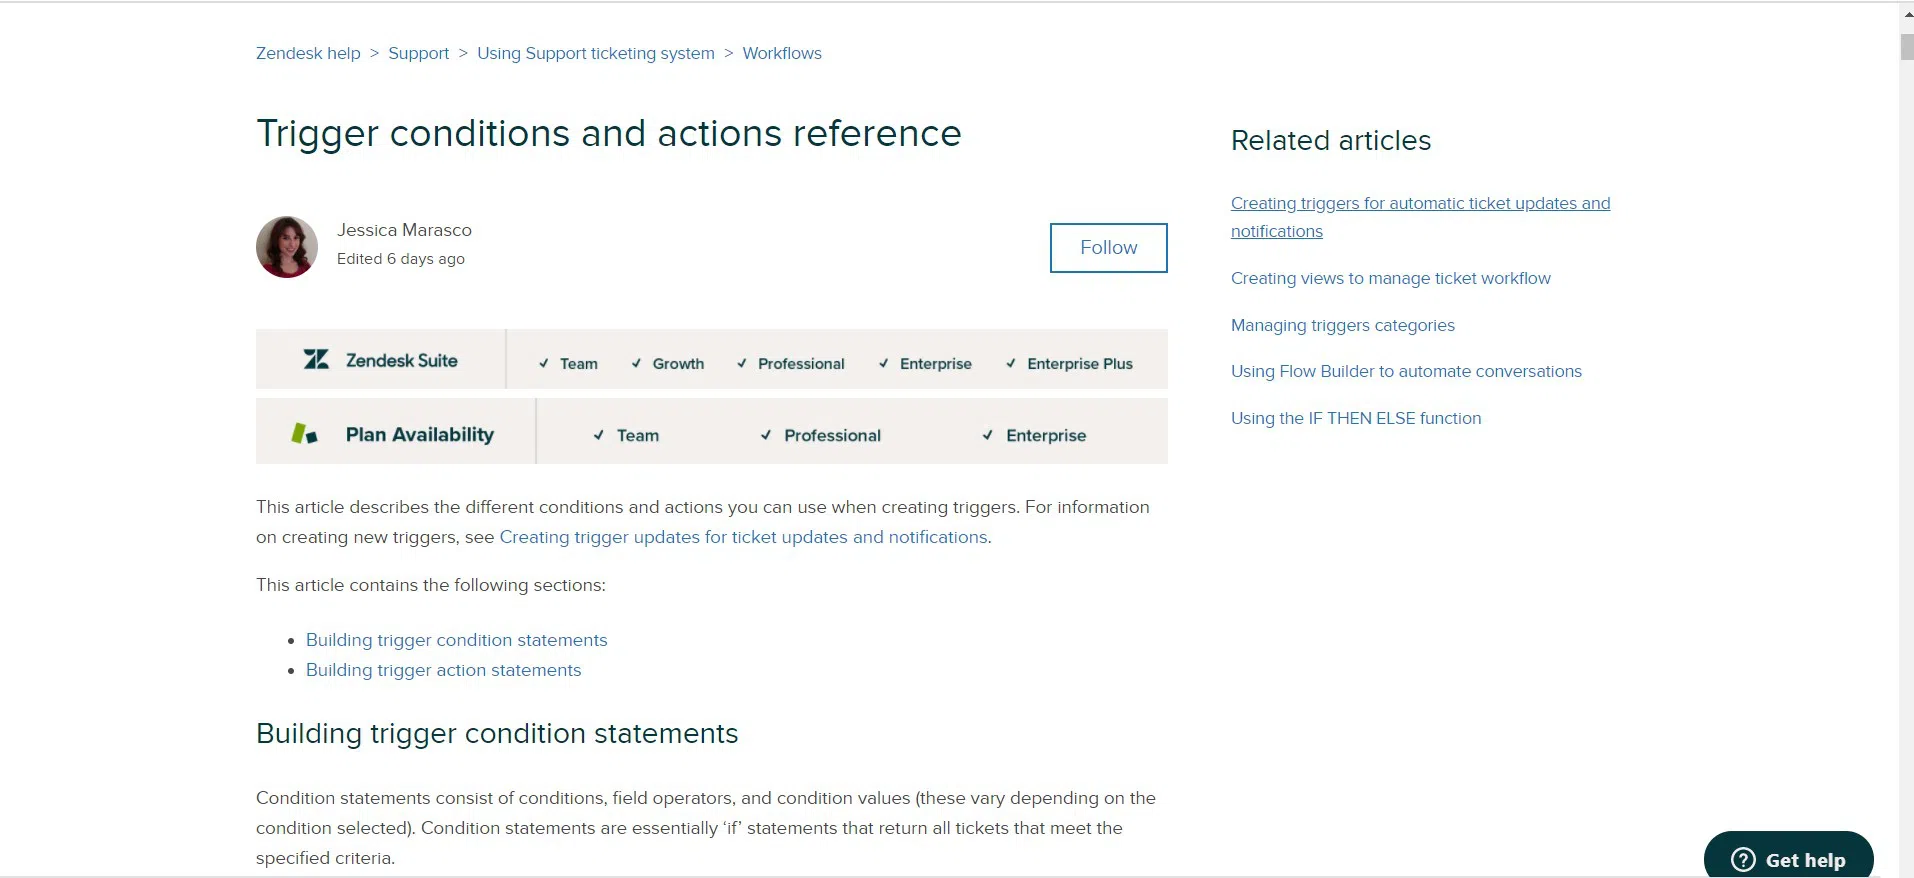 Zendesk help > Support > Using Support ticketing system > Workflows
Trigger conditions and actions reference
Jessica Marasco
Edited 6 days ago
Follow
Zendesk Suite
✓ Team ✓ Growth ✓ Professional ✓ Enterprise ✓ Enterprise Plus
Plan Availability
✓ Team ✓ Professional ✓ Enterprise
This article describes the different conditions and actions you can use when creating triggers. For information
on creating new triggers, see Creating trigger updates for ticket updates and notifications.
This article contains the following sections:
• Building trigger condition statements
• Building trigger action statements
Building trigger condition statements
Condition statements consist of conditions, field operators, and condition values (these vary depending on the
condition selected). Condition statements are essentially ‘if’ statements that return all tickets that meet the
specified criteria.
Related articles
Creating triggers for automatic ticket updates and
notifications
Creating views to manage ticket workflow
Managing triggers categories
Using Flow Builder to automate conversations
Using the IF THEN ELSE function
? Get help